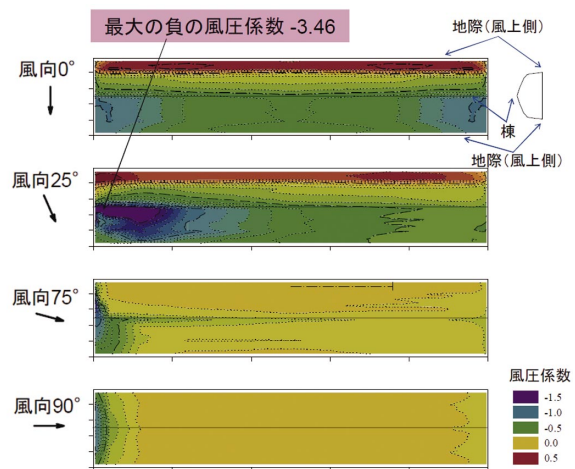 最大の負の風圧係数 -3.46
地際(風上側)
風向0°
棟
地際(風上側)
風向25°
風向75°
風向90°
風圧係数
-1.5
-1.0
-0.5
0.0
0.5